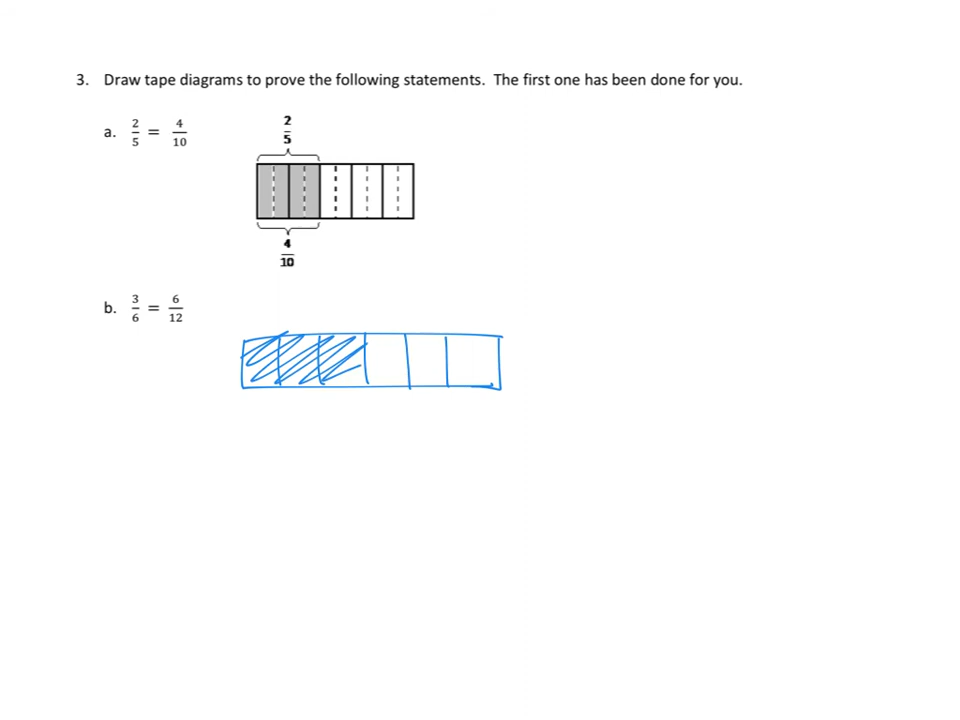 3. Draw tape diagrams to prove the following statements. The first one has been done for you.
a. 2/5 = 4/10
2/5
4/10
b. 3/6 = 6/12